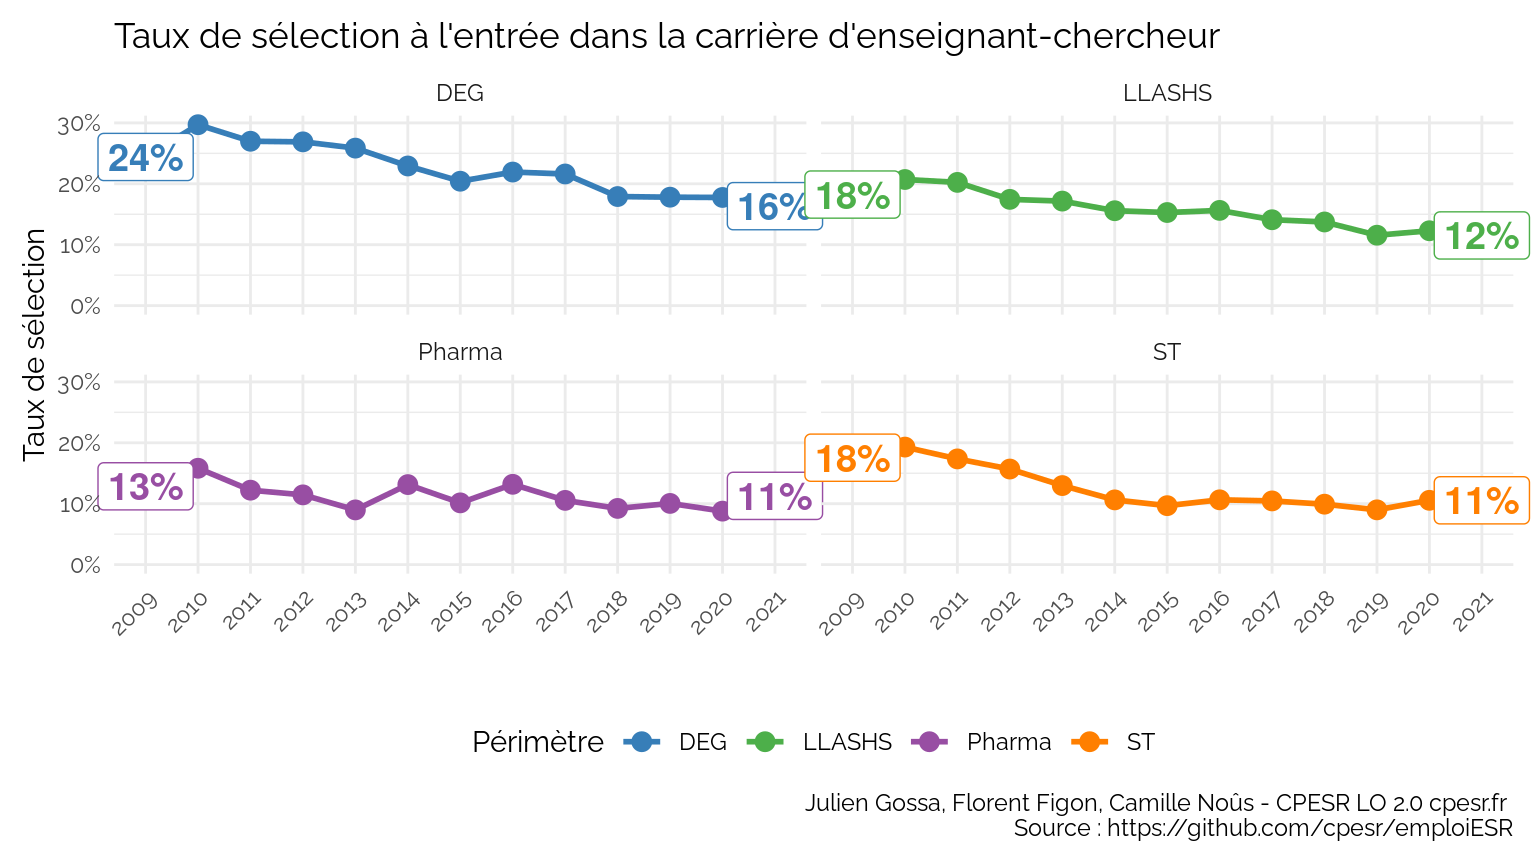 Taux de sélection à l'entrée dans la carrière d'enseignant-chercheur
DEG
LLASHS
Taux de sélection
30%
20%
10%
0%
24%
16%
18%
12%
Pharma
ST
30%
20%
10%
0%
13%
11%
18%
11%
2009 2010 2011 2012 2013 2014 2015 2016 2017 2018 2019 2020 2021
2009 2010 2011 2012 2013 2014 2015 2016 2017 2018 2019 2020 2021
Périmètre DEG LLASHS Pharma ST
Julien Gossa, Florent Figon, Camille Noûs - CPESR LO 2.0 cpesr.fr
Source : https://github.com/cpesr/emploiESR